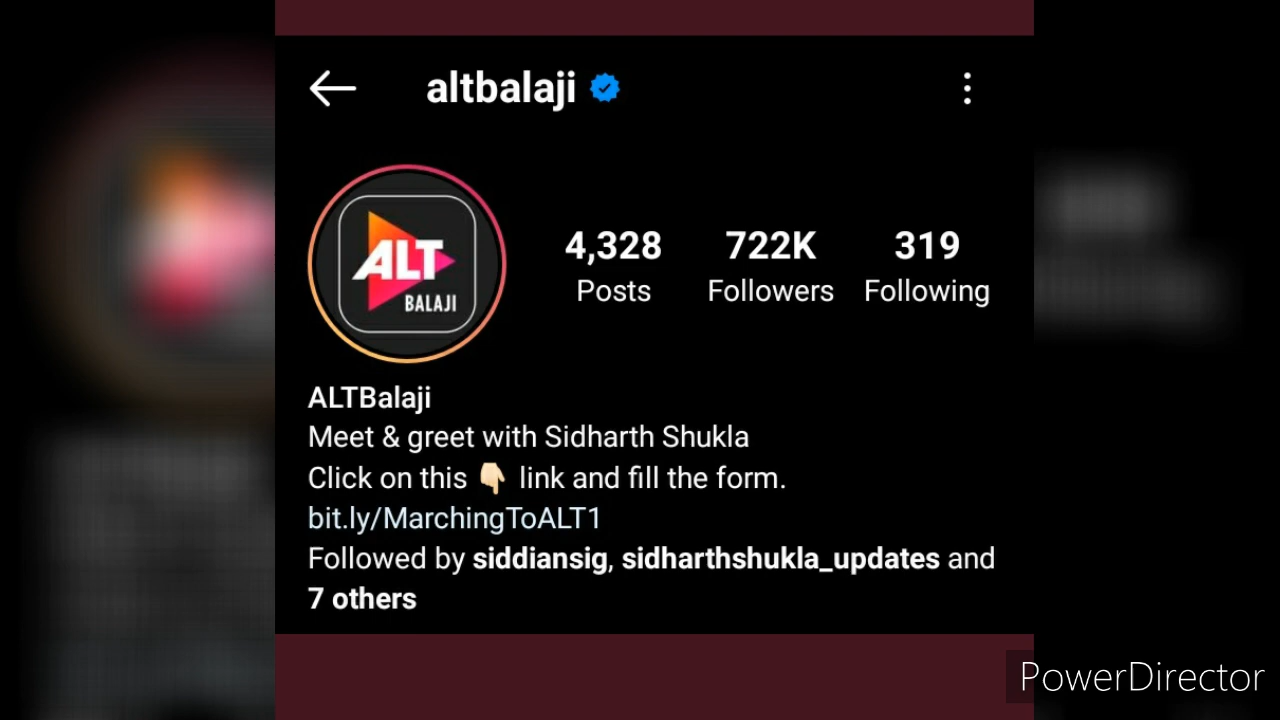 altbalaji
ALT
BALAJI
4,328 722K 319
Posts Followers Following
ALTBalaji
Meet & greet with Sidharth Shukla
Click on this 👇🏻 link and fill the form.
bit.ly/MarchingToALT1
Followed by siddiansig, sidharthshukla_updates and
7 others
PowerDirector